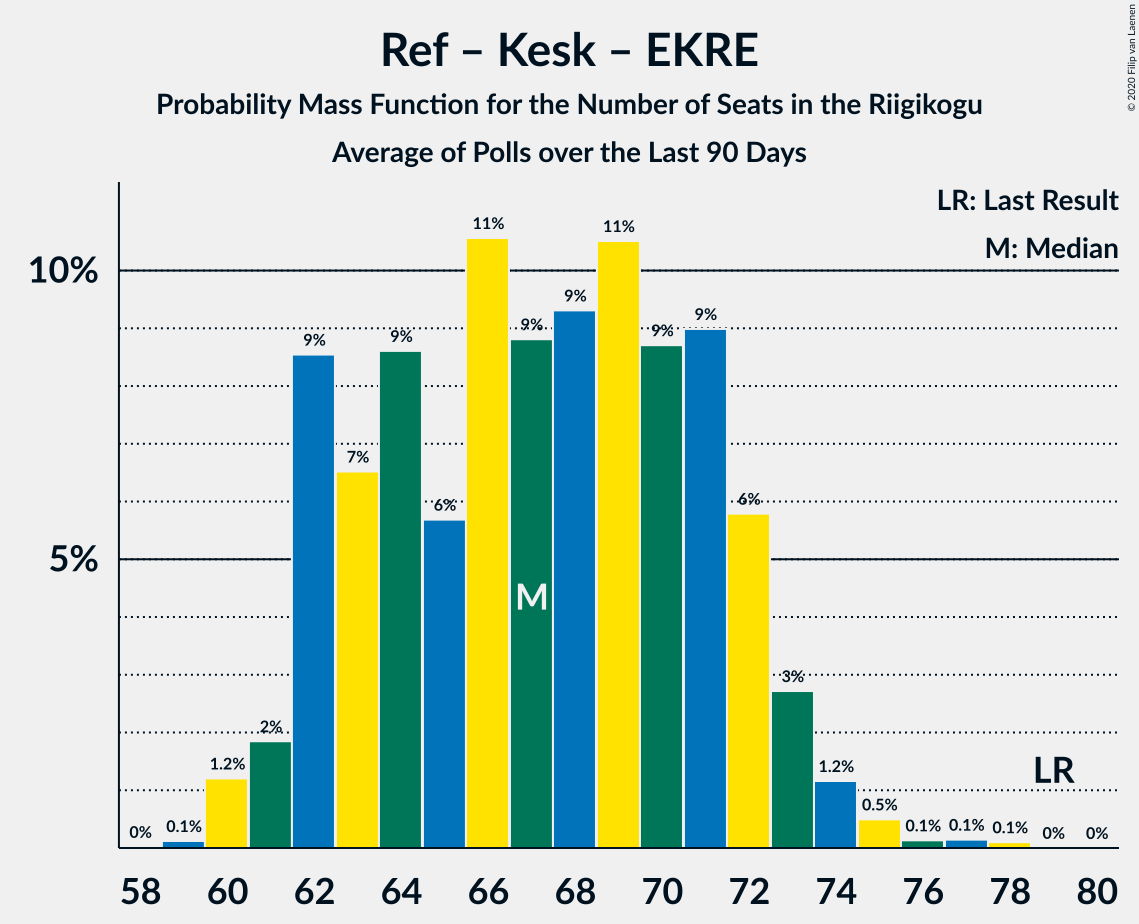 Ref – Kesk – EKRE
Probability Mass Function for the Number of Seats in the Riigikogu
Average of Polls over the Last 90 Days
© 2020 Filip van Laenen
LR: Last Result
M: Median
10%
5%
0%
0.1%
1.2%
2%
9%
7%
9%
6%
11%
9%
9%
11%
9%
9%
6%
3%
1.2%
0.5%
0.1%
0.1%
0.1%
0%
0%
M
LR
58 60 62 64 66 68 70 72 74 76 78 80